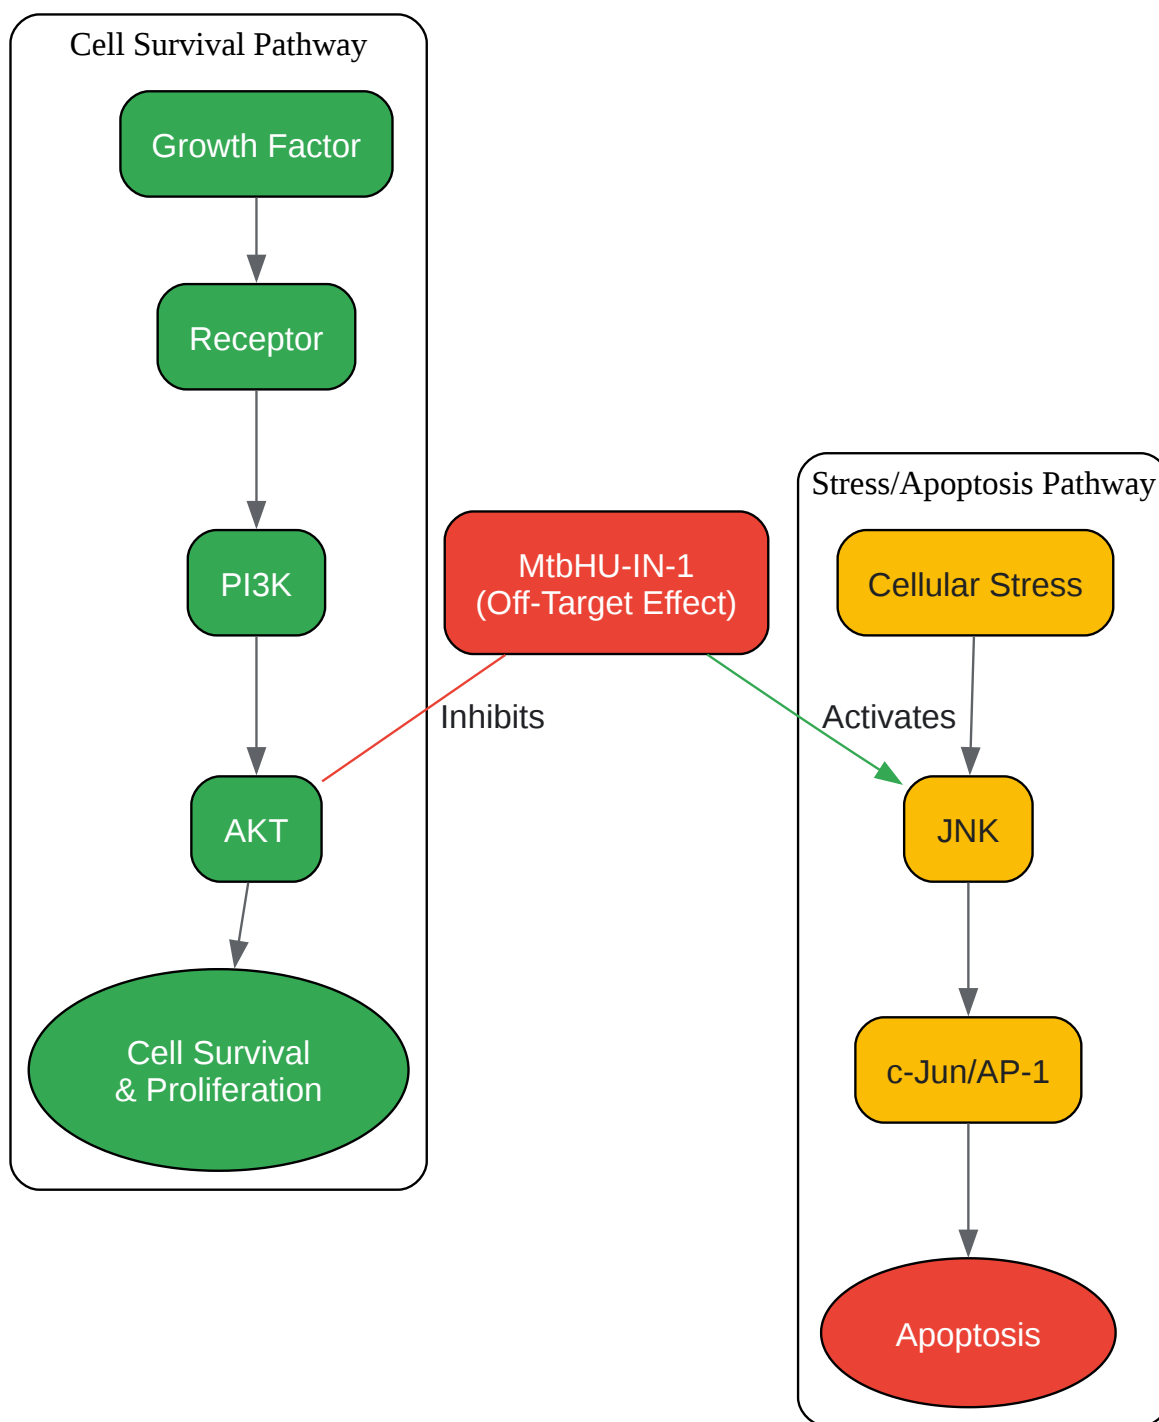 Cell Survival Pathway
Growth Factor
Receptor
PI3K
AKT
Cell Survival
& Proliferation
MtbHU-IN-1
(Off-Target Effect)
Inhibits
Activates
Stress/Apoptosis Pathway
Cellular Stress
JNK
c-Jun/AP-1
Apoptosis